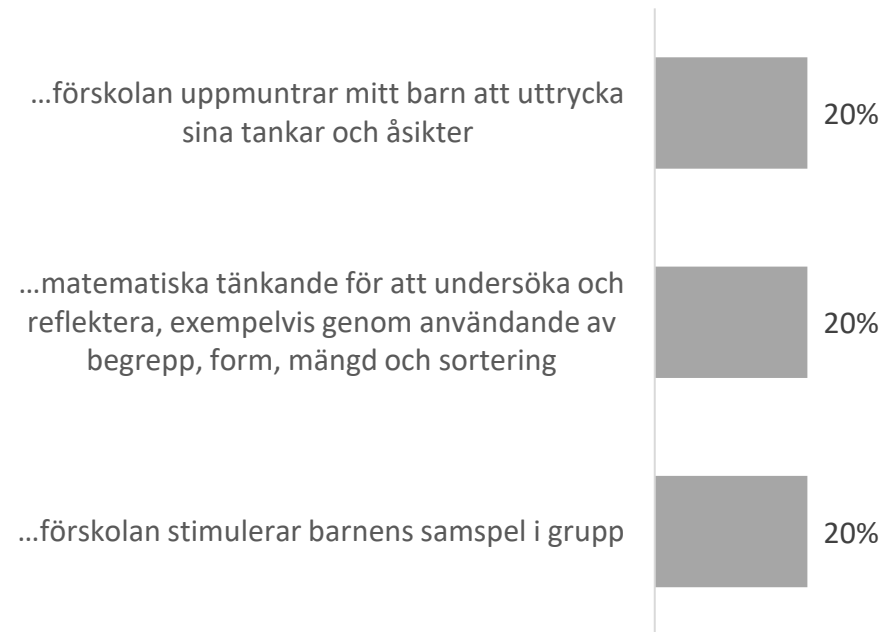 …förskolan uppmuntrar mitt barn att uttrycka
sina tankar och åsikter
20%
…matematiska tänkande för att undersöka och
reflektera, exempelvis genom användande av
begrepp, form, mängd och sortering
20%
…förskolan stimulerar barnens samspel i grupp
20%